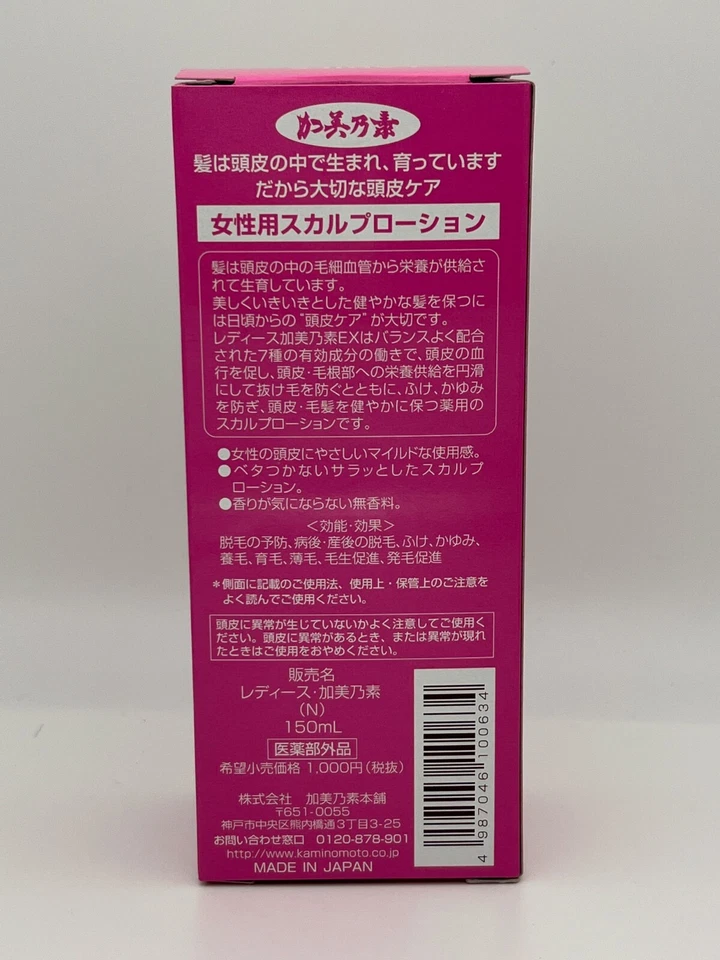 加美乃素
髪は頭皮の中で生まれ、育っています
だから大切な頭皮ケア
女性用スカルプローション
髪は頭皮の中の毛細血管から栄養が供給さ
れて生育しています。
美しくいきいきとした健やかな髪を保つに
は日頃からの"頭皮ケア"が大切です。
レディース加美乃素EXはバランスよく配合
された7種の有効成分の働きで、頭皮の血
行を促し、頭皮・毛根部への栄養供給を円滑
にして抜け毛を防ぐとともに、ふけ、かゆみ
を防ぎ、頭皮・毛髪を健やかに保つ薬用の
スカルプローションです。
●女性の頭皮にやさしいマイルドな使用感。
●ベタつかないサラッとしたスカルプ
ローション。
●香りが気にならない無香料。
＜効能・効果＞
脱毛の予防、病後・産後の脱毛、ふけ、かゆみ、
養毛、育毛、薄毛、毛生促進、発毛促進
＊側面に記載のご使用法、使用上・保管上のご注意を
よく読んでご使用ください。
頭皮に異常が生じていないかよく注意してご使用く
ださい。頭皮に異常があるとき、または異常が現れ
たときはご使用をおやめください。
販売名
レディース・加美乃素
（N）
150mL
医薬部外品
希望小売価格 1,000円（税抜）
株式会社 加美乃素本舗
〒651-0055
神戸市中央区熊内橋通3丁目3-25
お問い合わせ窓口 0120-878-901
http://www.kaminomoto.co.jp
MADE IN JAPAN
4 987046 100634